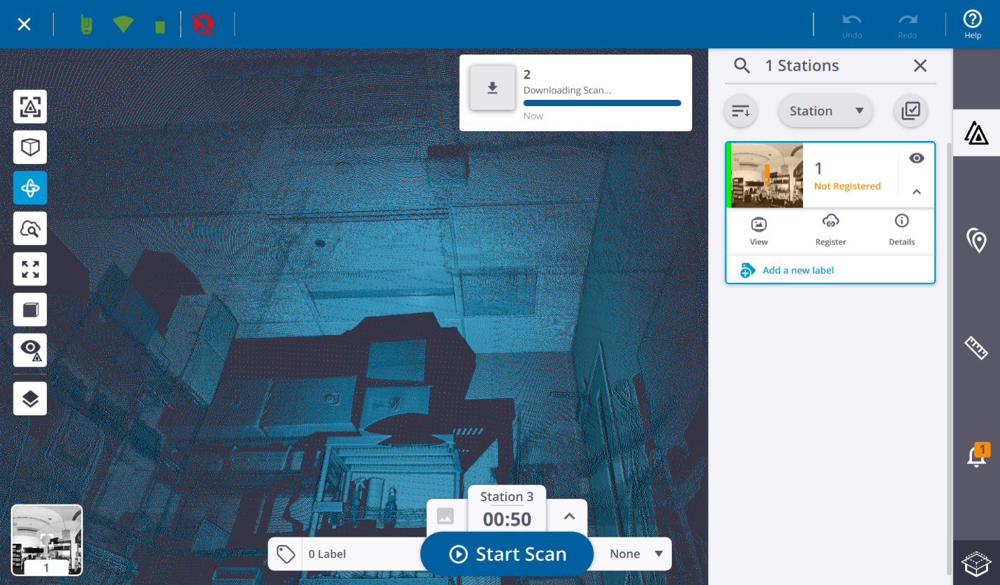 Undo
Redo
Help
2
Downloading Scan...
Now
1 Stations
Station
1
Not Registered
View
Register
Details
Add a new label
1
Station 3
00:50
0 Label
Start Scan
None
1